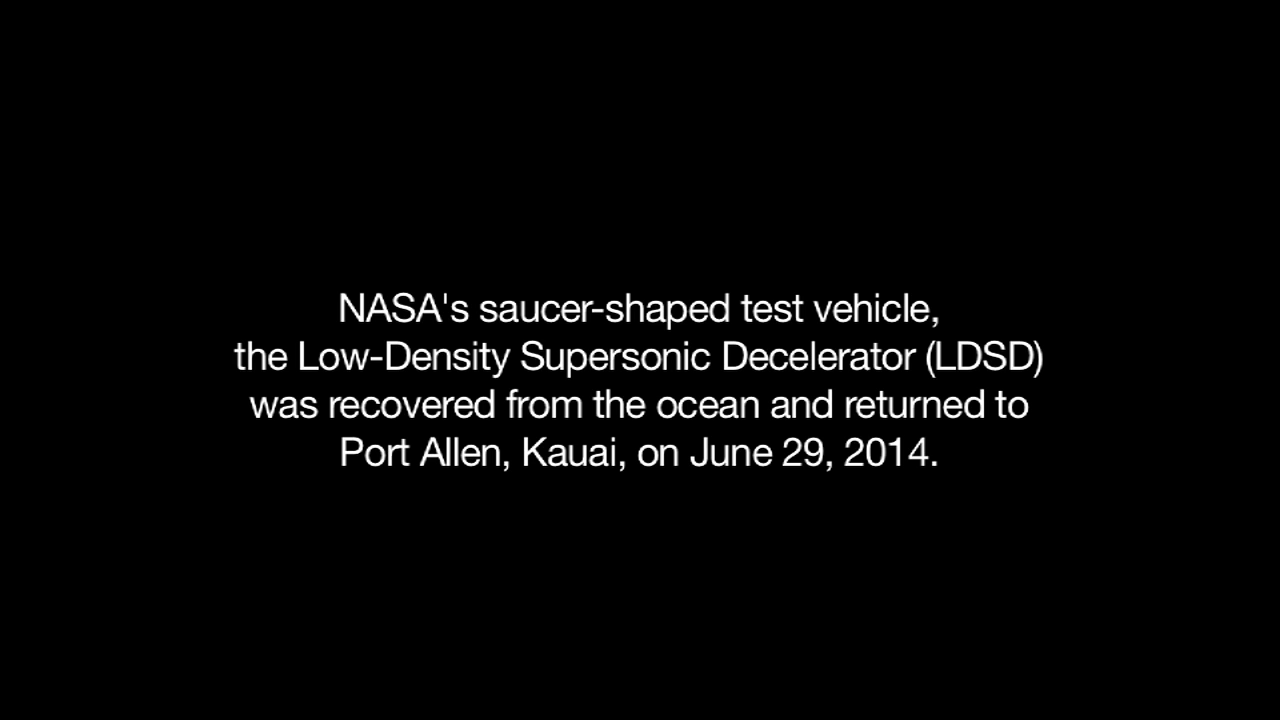 NASA's saucer-shaped test vehicle,
the Low-Density Supersonic Decelerator (LDSD)
was recovered from the ocean and returned to
Port Allen, Kauai, on June 29, 2014.